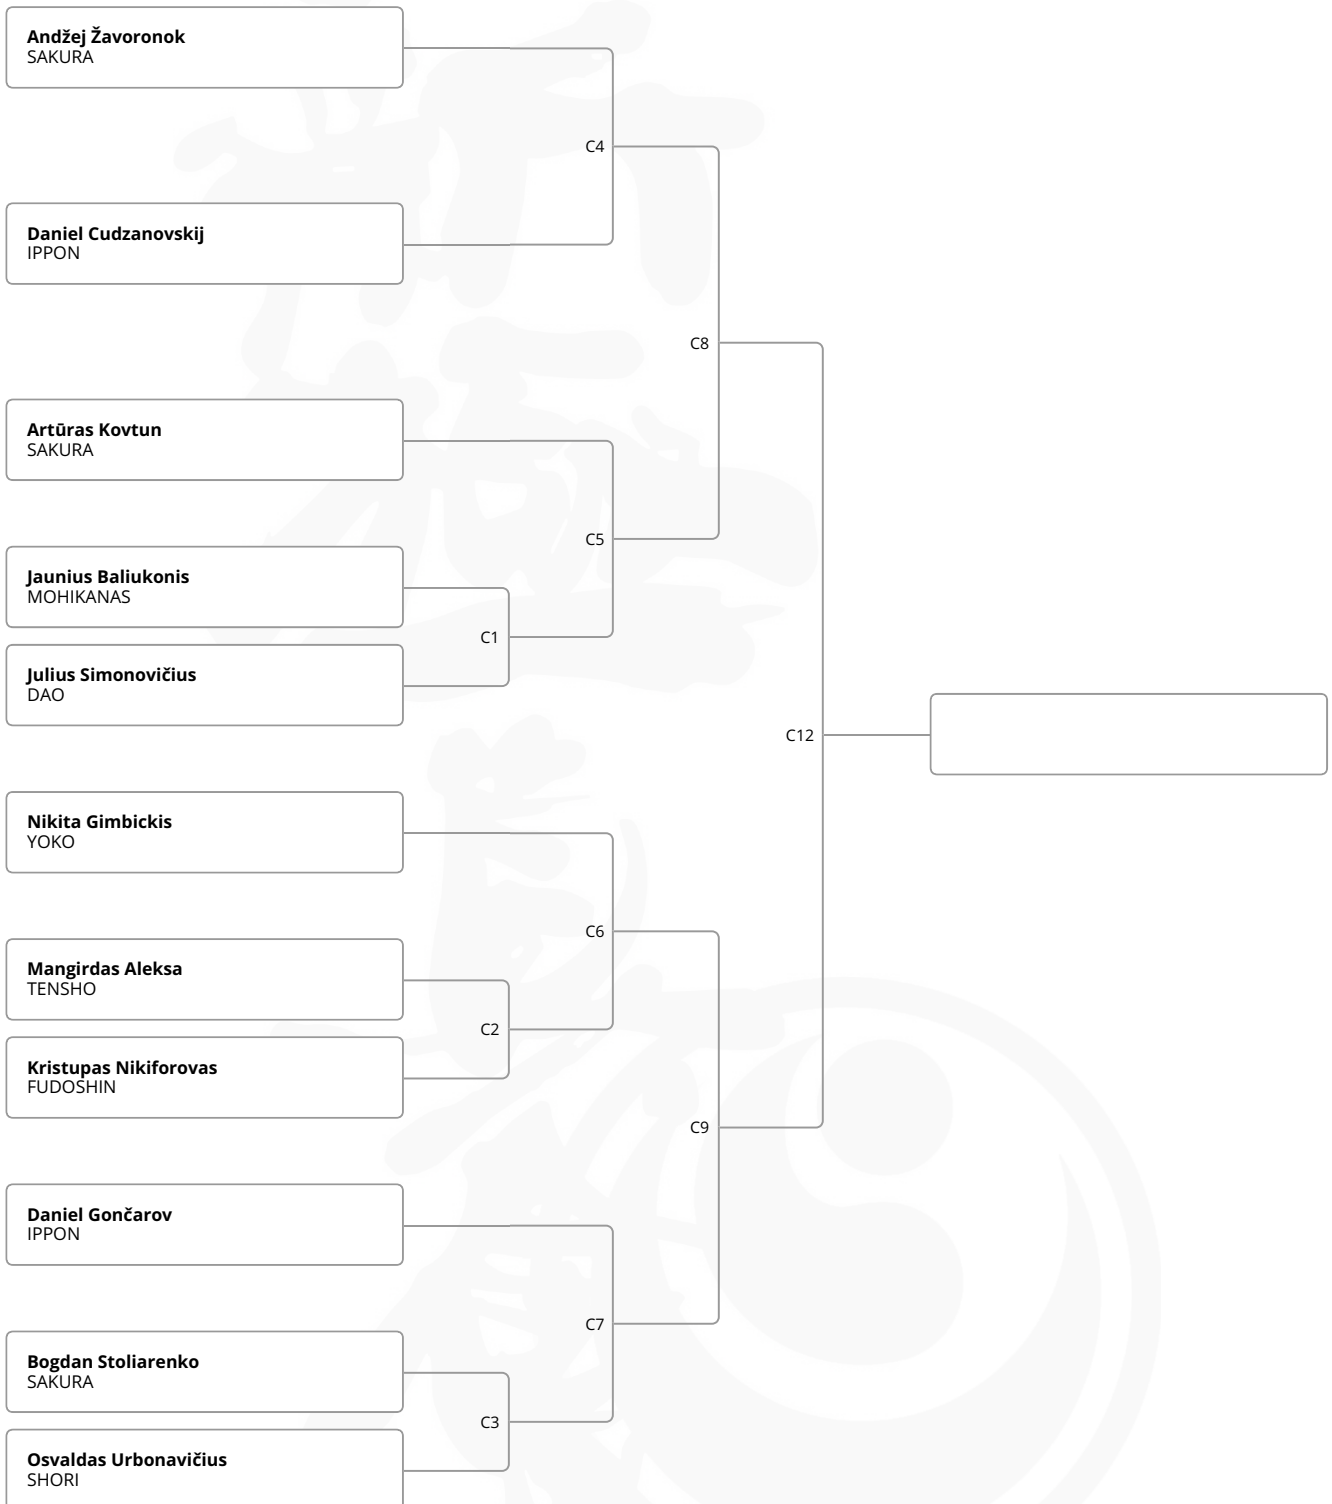 Andžej Žavoronok
SAKURA
C4
Daniel Cudzanovskij
IPPON
C8
Artūras Kovtun
SAKURA
C5
Jaunius Baliukonis
MOHIKANAS
C1
Julius Simonovičius
DAO
C12
Nikita Gimbickis
YOKO
C6
Mangirdas Aleksa
TENSHO
C2
Kristupas Nikiforovas
FUDOSHIN
C9
Daniel Gončarov
IPPON
C7
Bogdan Stoliarenko
SAKURA
C3
Osvaldas Urbonavičius
SHORI